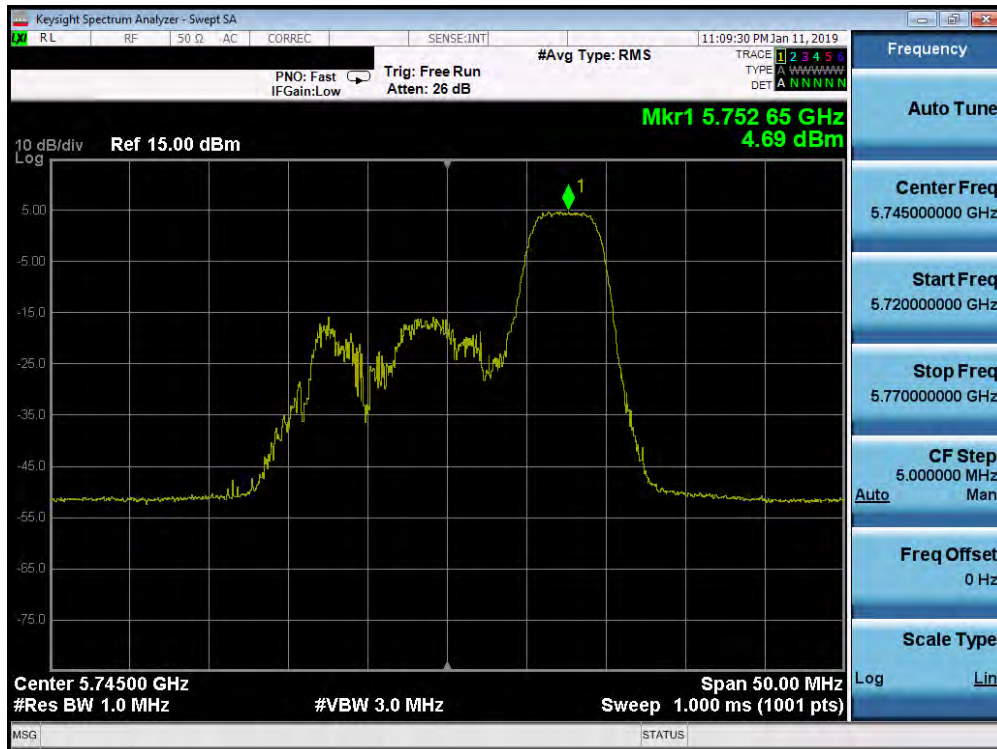 Keysight Spectrum Analyzer - Swept SA
LXI RL RF 50 Ω AC CORREC SENSE:INT 11:09:30 PM Jan 11, 2019
#Avg Type: RMS
TRACE 1 2 3 4 5 6
TYPE A WWWWW
DET A N N N N N
PNO: Fast
IFGain:Low
Trig: Free Run
Atten: 26 dB
Mkr1 5.752 65 GHz
4.69 dBm
10 dB/div Ref 15.00 dBm
Log
1
5.00
-5.00
-15.0
-25.0
-35.0
-45.0
-55.0
-65.0
-75.0
Center 5.74500 GHz
Span 50.00 MHz
#Res BW 1.0 MHz
#VBW 3.0 MHz
Sweep 1.000 ms (1001 pts)
MSG
STATUS
Frequency
Auto Tune
Center Freq
5.745000000 GHz
Start Freq
5.720000000 GHz
Stop Freq
5.770000000 GHz
CF Step
5.000000 MHz
Auto Man
Freq Offset
0 Hz
Scale Type
Log Lin